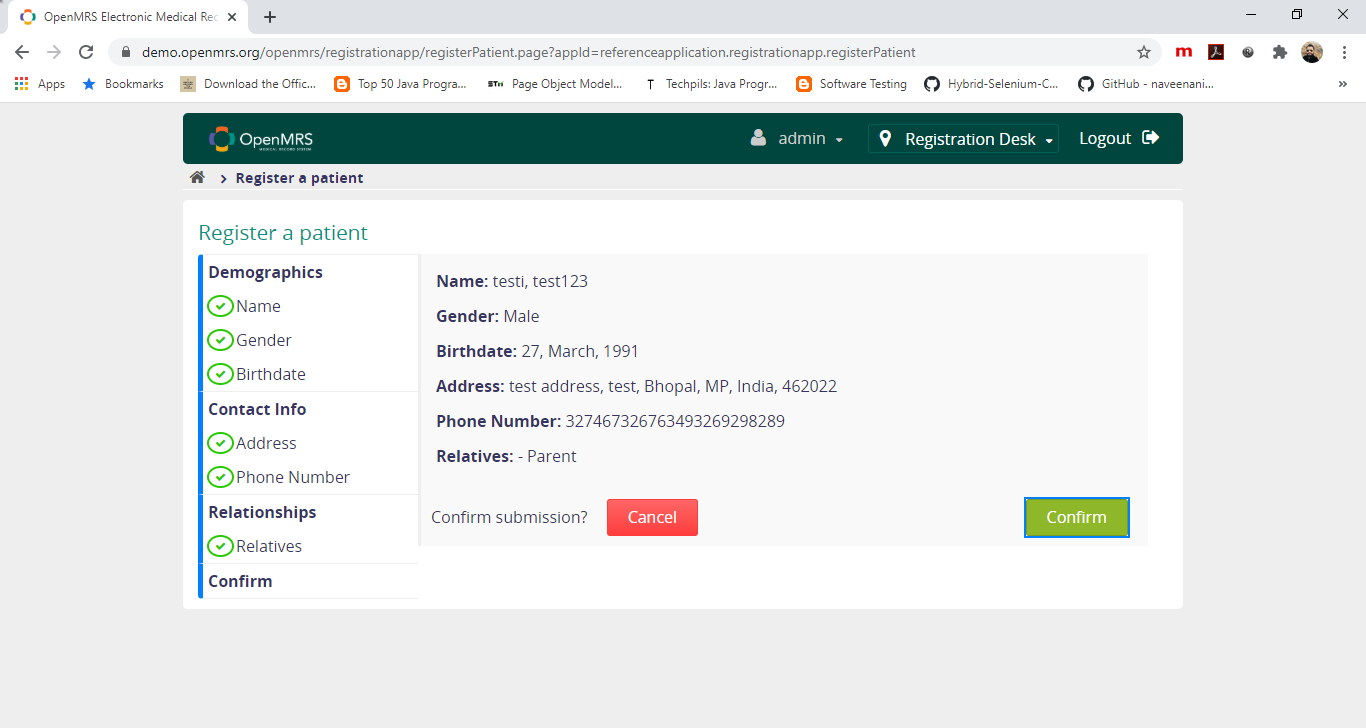 OpenMRS Electronic Medical Rec
demo.openmrs.org/openmrs/registrationapp/registerPatient.page?appId=referenceapplication.registrationapp.registerPatient
Apps Bookmarks Download the Offic... Top 50 Java Progra... STH Page Object Model... T Techpils: Java Progr... Software Testing Hybrid-Selenium-C... GitHub - naveenani... »
OpenMRS
MEDICAL RECORD SYSTEM
admin Registration Desk Logout
Register a patient
Register a patient
Demographics
Name
Gender
Birthdate
Contact Info
Address
Phone Number
Relationships
Relatives
Confirm
Name: testi, test123
Gender: Male
Birthdate: 27, March, 1991
Address: test address, test, Bhopal, MP, India, 462022
Phone Number: 327467326763493269298289
Relatives: - Parent
Confirm submission? Cancel Confirm